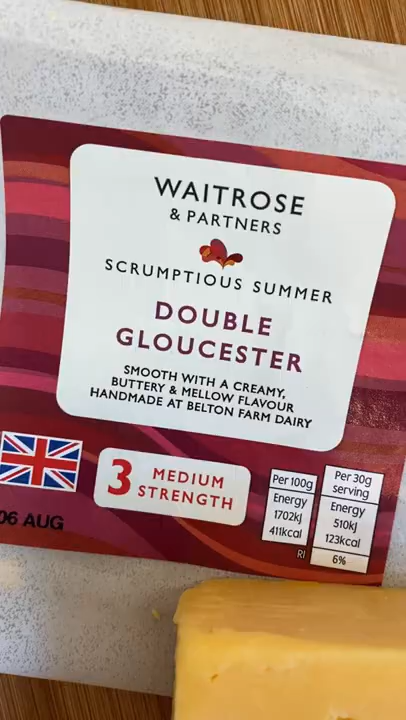 WAITROSE
& PARTNERS
SCRUMPTIOUS SUMMER
DOUBLE
GLOUCESTER
SMOOTH WITH A CREAMY,
BUTTERY & MELLOW FLAVOUR
HANDMADE AT BELTON FARM DAIRY
3
MEDIUM
STRENGTH
06 AUG
Per 100g
Energy
1702kJ
411kcal
Per 30g
serving
Energy
510kJ
123kcal
RI
6%